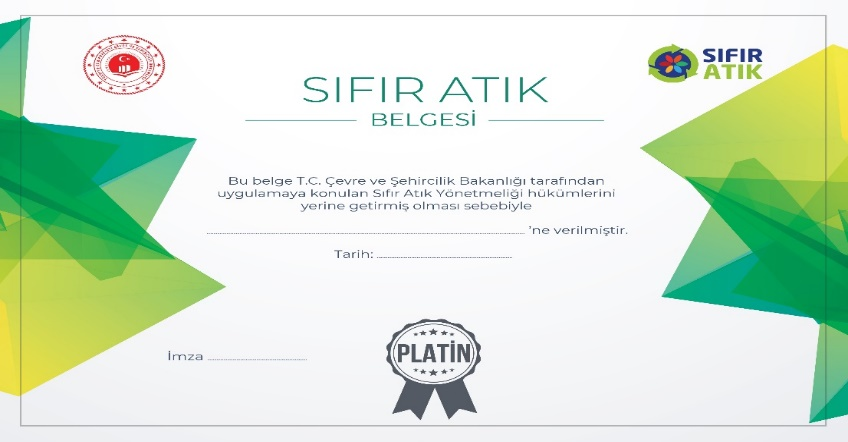 SIFIR
ATIK
SIFIR ATIK
BELGESİ
Bu belge T.C. Çevre ve Şehircilik Bakanlığı tarafından
uygulamaya konulan Sıfır Atık Yönetmeliği hükümlerini
yerine getirmiş olması sebebiyle
'ne verilmiştir.
Tarih:
İmza
PLATİN